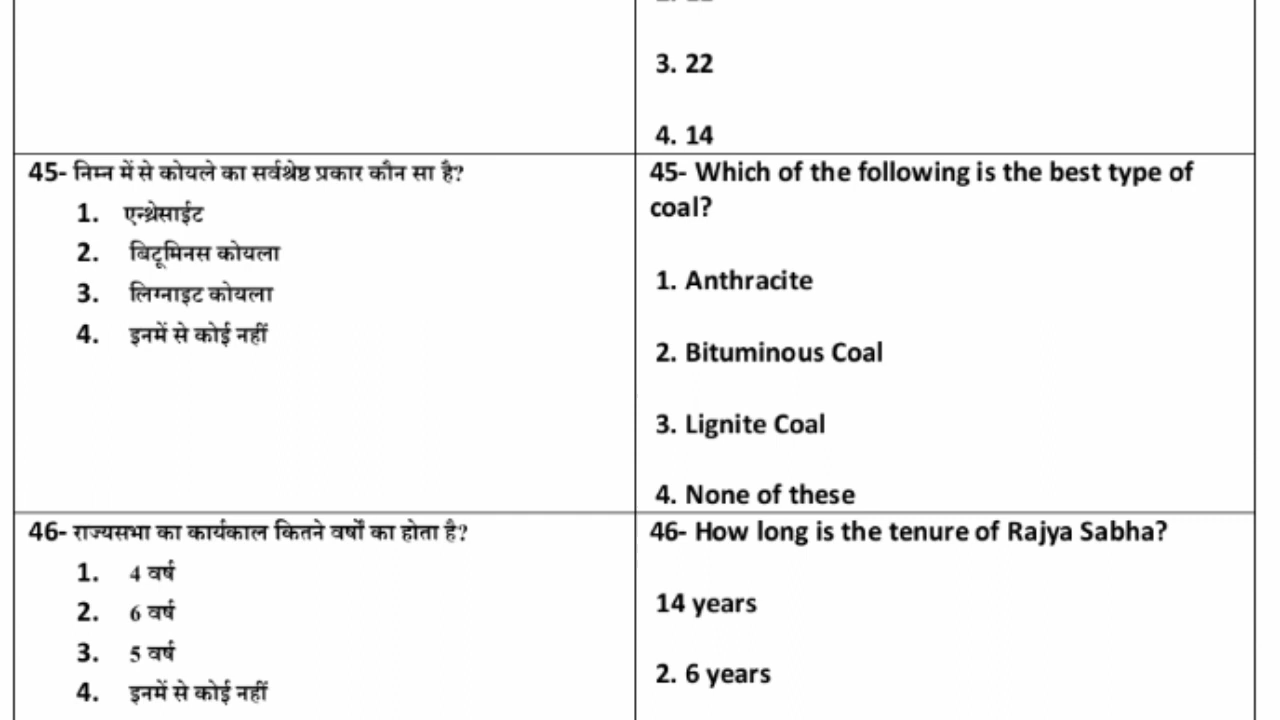 3. 22
4. 14
45- निम्न में से कोयले का सर्वश्रेष्ठ प्रकार कौन सा है?
1. एन्थ्रेसाईट
2. बिटूमिनस कोयला
3. लिग्नाइट कोयला
4. इनमें से कोई नहीं
45- Which of the following is the best type of
coal?
1. Anthracite
2. Bituminous Coal
3. Lignite Coal
4. None of these
46- राज्यसभा का कार्यकाल कितने वर्षों का होता है?
1. 4 वर्ष
2. 6 वर्ष
3. 5 वर्ष
4. इनमें से कोई नहीं
46- How long is the tenure of Rajya Sabha?
14 years
2. 6 years